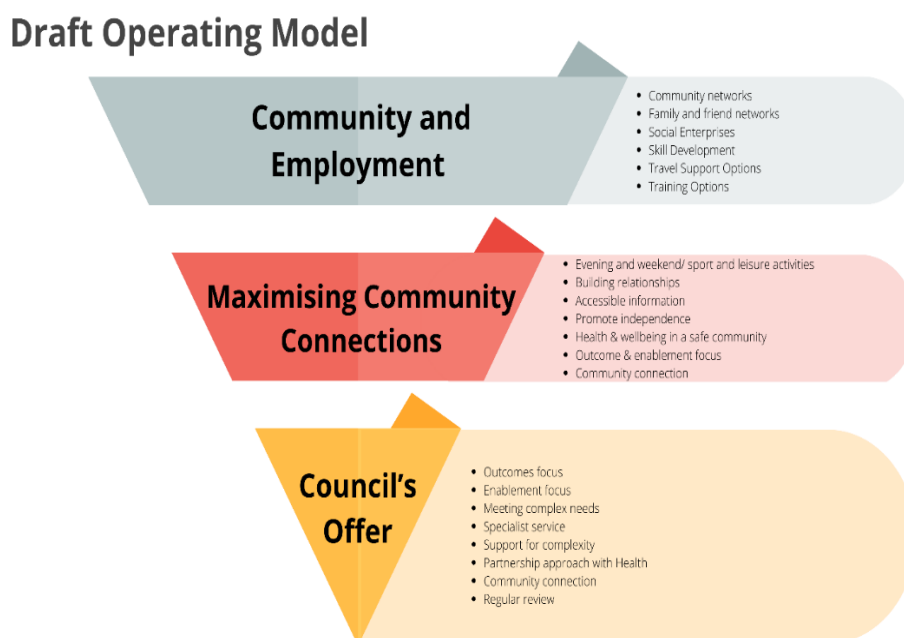 Draft Operating Model
Community and
Employment
• Community networks
• Family and friend networks
• Social Enterprises
• Skill Development
• Travel Support Options
• Training Options
Maximising Community
Connections
• Evening and weekend/ sport and leisure activities
• Building relationships
• Accessible information
• Promote independence
• Health & wellbeing in a safe community
• Outcome & enablement focus
• Community connection
Council's
Offer
• Outcomes focus
• Enablement focus
• Meeting complex needs
• Specialist service
• Support for complexity
• Partnership approach with Health
• Community connection
• Regular review